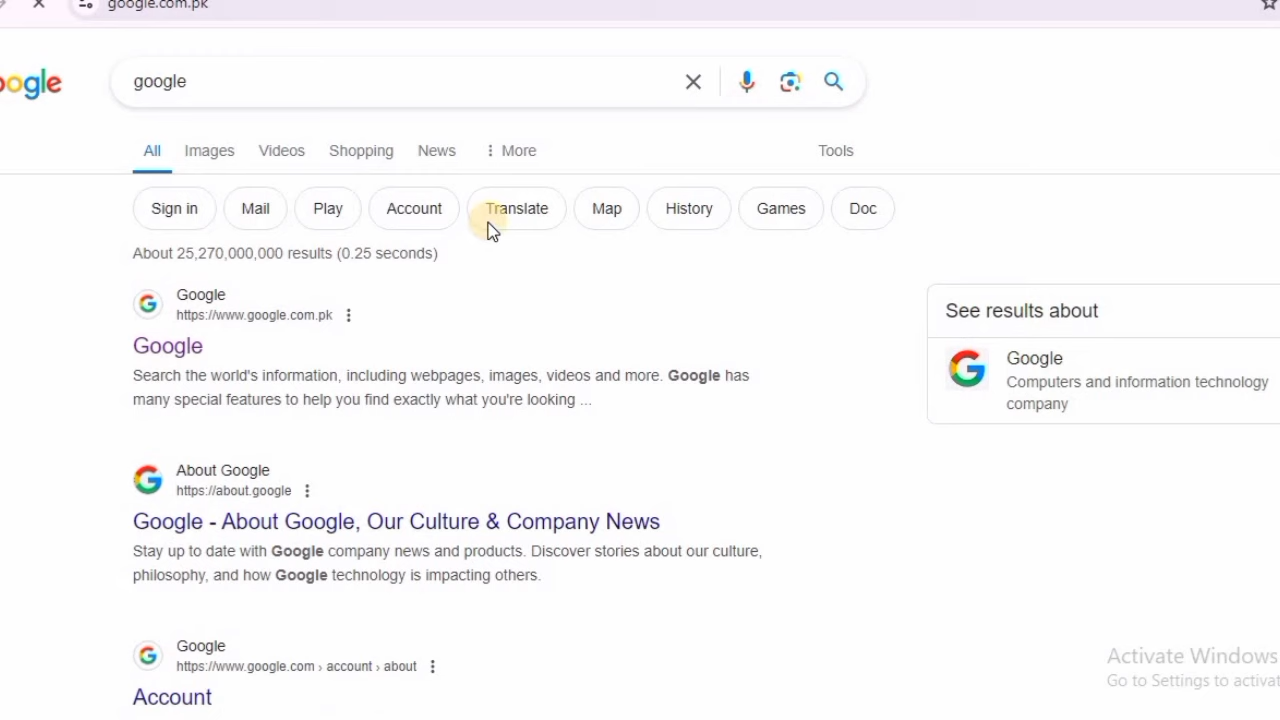 google.com.pk
oogle
google
All Images Videos Shopping News More Tools
Sign in Mail Play Account Translate Map History Games Doc
About 25,270,000,000 results (0.25 seconds)
Google
https://www.google.com.pk
Google
Search the world's information, including webpages, images, videos and more. Google has
many special features to help you find exactly what you're looking ...
See results about
Google
Computers and information technology
company
About Google
https://about.google
Google - About Google, Our Culture & Company News
Stay up to date with Google company news and products. Discover stories about our culture,
philosophy, and how Google technology is impacting others.
Google
https://www.google.com › account › about
Account
Activate Windows
Go to Settings to activat